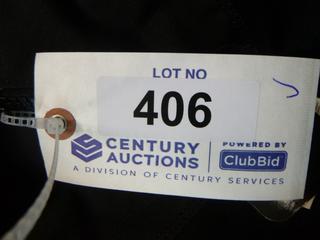 LOT NO
406
CENTURY
AUCTIONS
POWERED BY
ClubBid
A DIVISION OF CENTURY SERVICES